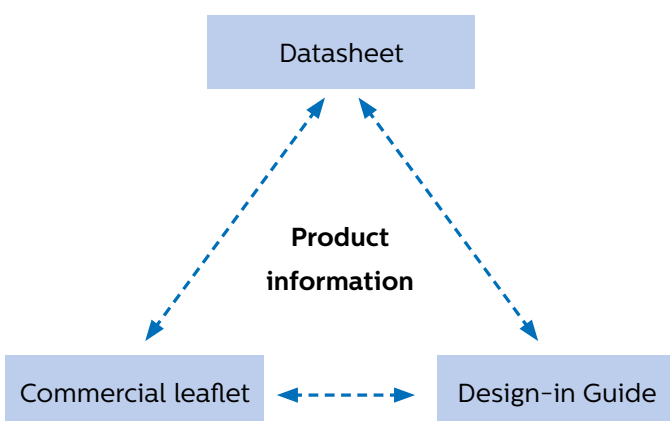 Datasheet
Product
information
Commercial leaflet
Design-in Guide